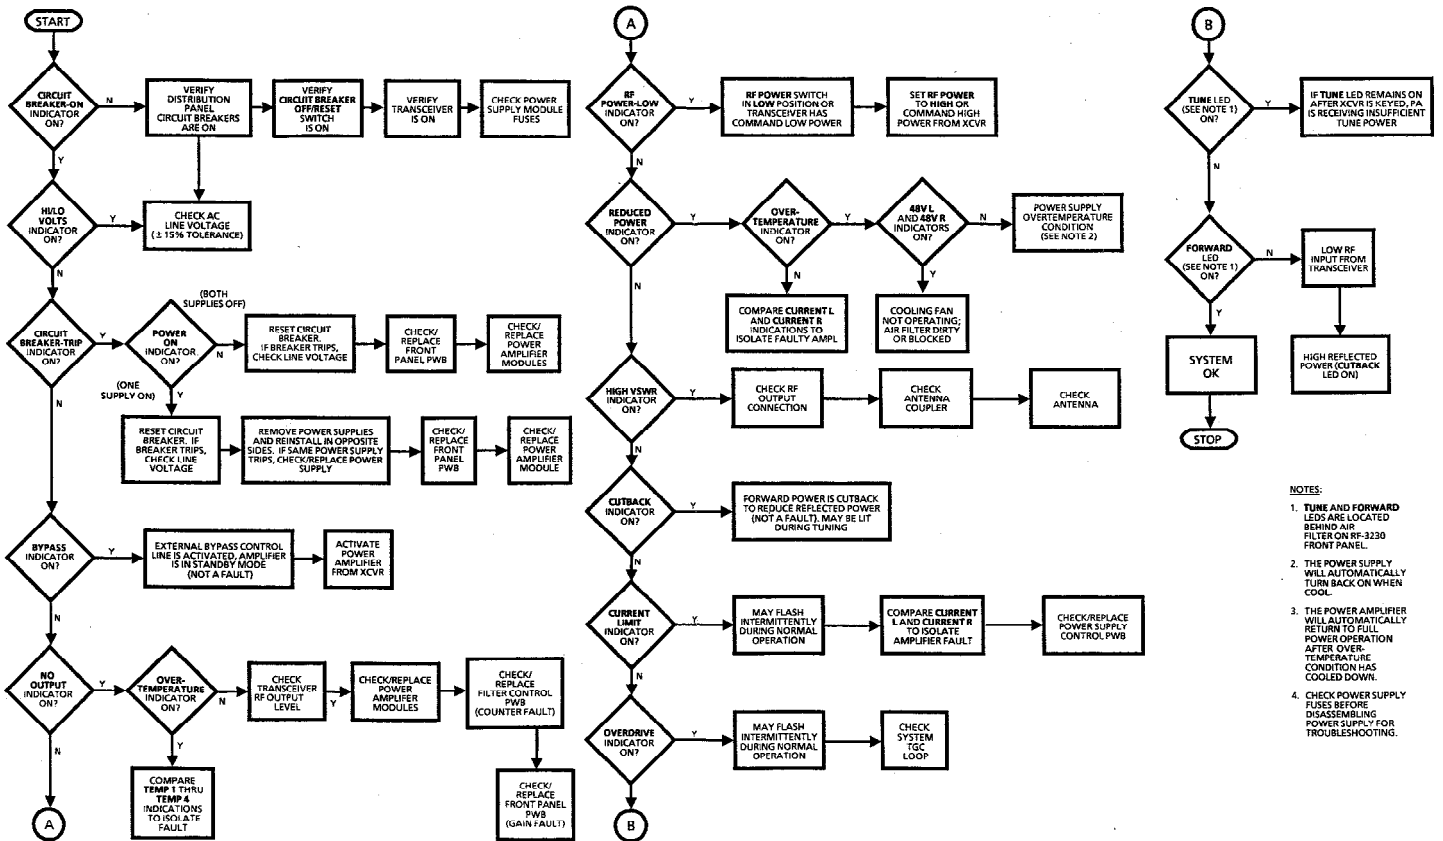 START
CIRCUIT
BREAKER-ON
INDICATOR
ON?
N
VERIFY
DISTRIBUTION
PANEL
CIRCUIT BREAKERS
ARE ON
VERIFY
CIRCUIT BREAKER
OFF/RESET
SWITCH
IS ON
VERIFY
TRANSCEIVER
IS ON
CHECK POWER
SUPPLY MODULE
FUSES
Y
HI/LO
VOLTS
INDICATOR
ON?
Y
CHECK AC
LINE VOLTAGE
(± 15% TOLERANCE)
N
CIRCUIT
BREAKER-TRIP
INDICATOR
ON?
Y
POWER
ON
INDICATOR
ON?
(BOTH
SUPPLIES OFF)
N
RESET CIRCUIT
BREAKER.
IF BREAKER TRIPS,
CHECK LINE VOLTAGE
CHECK/
REPLACE
FRONT
PANEL PWB
CHECK/
REPLACE
POWER
AMPLIFIER
MODULES
(ONE
SUPPLY ON)
Y
N
RESET CIRCUIT
BREAKER. IF
BREAKER TRIPS,
CHECK LINE
VOLTAGE
REMOVE POWER SUPPLIES
AND REINSTALL IN OPPOSITE
SIDES. IF SAME POWER SUPPLY
TRIPS, CHECK/REPLACE POWER
SUPPLY
CHECK/
REPLACE
FRONT
PANEL
PWB
CHECK/
REPLACE
POWER
AMPLIFIER
MODULE
BYPASS
INDICATOR
ON?
Y
EXTERNAL BYPASS CONTROL
LINE IS ACTIVATED, AMPLIFIER
IS IN STANDBY MODE
(NOT A FAULT)
ACTIVATE
POWER
AMPLIFIER
FROM XCVR
N
NO
OUTPUT
INDICATOR
ON?
Y
OVER-
TEMPERATURE
INDICATOR
ON?
N
CHECK
TRANSCEIVER
RF OUTPUT
LEVEL
Y
CHECK/REPLACE
POWER
AMPLIFIER
MODULES
CHECK/
REPLACE
FILTER CONTROL
PWB
(COUNTER FAULT)
N
Y
COMPARE
TEMP 1 THRU
TEMP 4
INDICATIONS
TO ISOLATE
FAULT
CHECK/
REPLACE
FRONT PANEL
PWB
(GAIN FAULT)
A
A
RF
POWER-LOW
INDICATOR
ON?
Y
RF POWER SWITCH
IN LOW POSITION OR
TRANSCEIVER HAS
COMMAND LOW POWER
SET RF POWER
TO HIGH OR
COMMAND HIGH
POWER FROM XCVR
N
REDUCED
POWER
INDICATOR
ON?
Y
OVER-
TEMPERATURE
INDICATOR
ON?
Y
48V L
AND 48V R
INDICATORS
ON?
N
POWER SUPPLY
OVERTEMPERATURE
CONDITION
(SEE NOTE 2)
N
N
Y
COMPARE CURRENT L
AND CURRENT R
INDICATIONS TO
ISOLATE FAULTY AMPL
COOLING FAN
NOT OPERATING;
AIR FILTER DIRTY
OR BLOCKED
HIGH VSWR
INDICATOR
ON?
Y
CHECK RF
OUTPUT
CONNECTION
CHECK
ANTENNA
COUPLER
CHECK
ANTENNA
N
CUTBACK
INDICATOR
ON?
Y
FORWARD POWER IS CUTBACK
TO REDUCE REFLECTED POWER
(NOT A FAULT). MAY BE LIT
DURING TUNING
N
CURRENT
LIMIT
INDICATOR
ON?
Y
MAY FLASH
INTERMITTENTLY
DURING NORMAL
OPERATION
COMPARE CURRENT
L AND CURRENT R
TO ISOLATE
AMPLIFIER FAULT
CHECK/REPLACE
POWER SUPPLY
CONTROL PWB
N
OVERDRIVE
INDICATOR
ON?
Y
MAY FLASH
INTERMITTENTLY
DURING NORMAL
OPERATION
CHECK
SYSTEM
TGC
LOOP
N
B
B
TUNE LED
(SEE NOTE 1)
ON?
Y
IF TUNE LED REMAINS ON
AFTER XCVR IS KEYED, PA
IS RECEIVING INSUFFICIENT
TUNE POWER
N
FORWARD
LED
(SEE NOTE 1)
ON?
N
LOW RF
INPUT FROM
TRANSCEIVER
Y
SYSTEM
OK
HIGH REFLECTED
POWER (CUTBACK
LED ON)
STOP
NOTES:
1. TUNE AND FORWARD
LEDS ARE LOCATED
BEHIND AIR
FILTER ON RF-3230
FRONT PANEL.
2. THE POWER SUPPLY
WILL AUTOMATICALLY
TURN BACK ON WHEN
COOL.
3. THE POWER AMPLIFIER
WILL AUTOMATICALLY
RETURN TO FULL
POWER OPERATION
AFTER OVER-
TEMPERATURE
CONDITION HAS
COOLED DOWN.
4. CHECK POWER SUPPLY
FUSES BEFORE
DISASSEMBLING
POWER SUPPLY FOR
TROUBLESHOOTING.